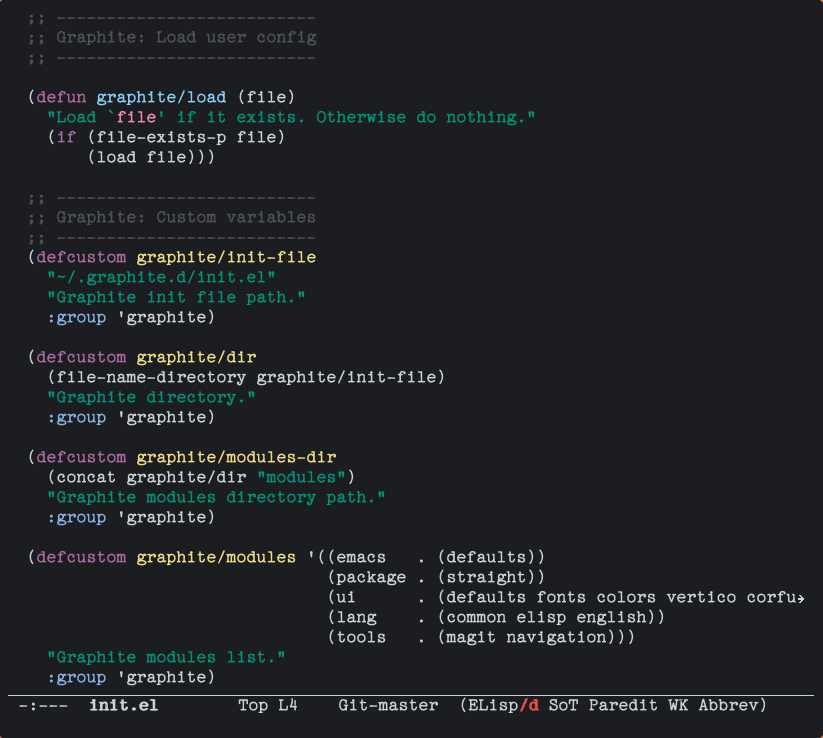 ;; --------------------------
;; Graphite: Load user config
;; --------------------------

(defun graphite/load (file)
  "Load `file' if it exists. Otherwise do nothing."
  (if (file-exists-p file)
      (load file)))

;; --------------------------
;; Graphite: Custom variables
;; --------------------------
(defcustom graphite/init-file
  "~/.graphite.d/init.el"
  "Graphite init file path."
  :group 'graphite)

(defcustom graphite/dir
  (file-name-directory graphite/init-file)
  "Graphite directory."
  :group 'graphite)

(defcustom graphite/modules-dir
  (concat graphite/dir "modules")
  "Graphite modules directory path."
  :group 'graphite)

(defcustom graphite/modules '((emacs   . (defaults))
                              (package . (straight))
                              (ui      . (defaults fonts colors vertico corfu→
                              (lang    . (common elisp english))
                              (tools   . (magit navigation)))
  "Graphite modules list."
  :group 'graphite)
-:---  init.el        Top L4    Git-master  (ELisp/d SoT Paredit WK Abbrev)